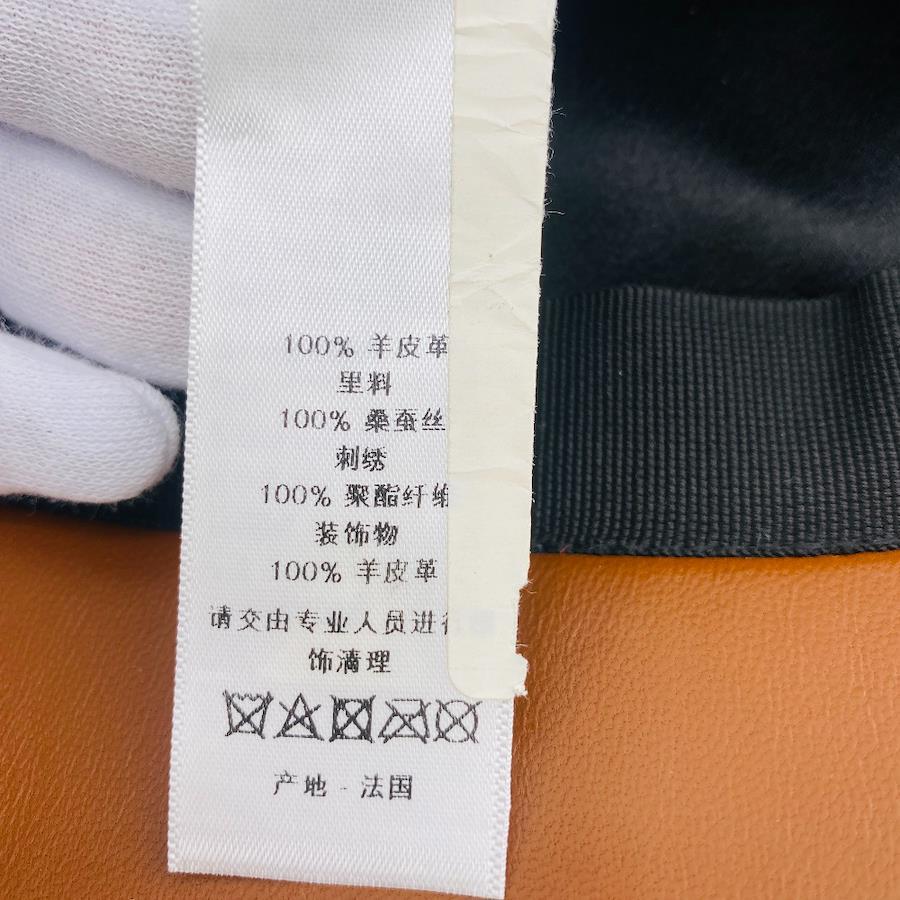 100% 羊皮革
里料
100% 桑蚕丝
刺绣
100% 聚酯纤维
装饰物
100% 羊皮革
请交由专业人员进行
饰清理
产地 - 法国